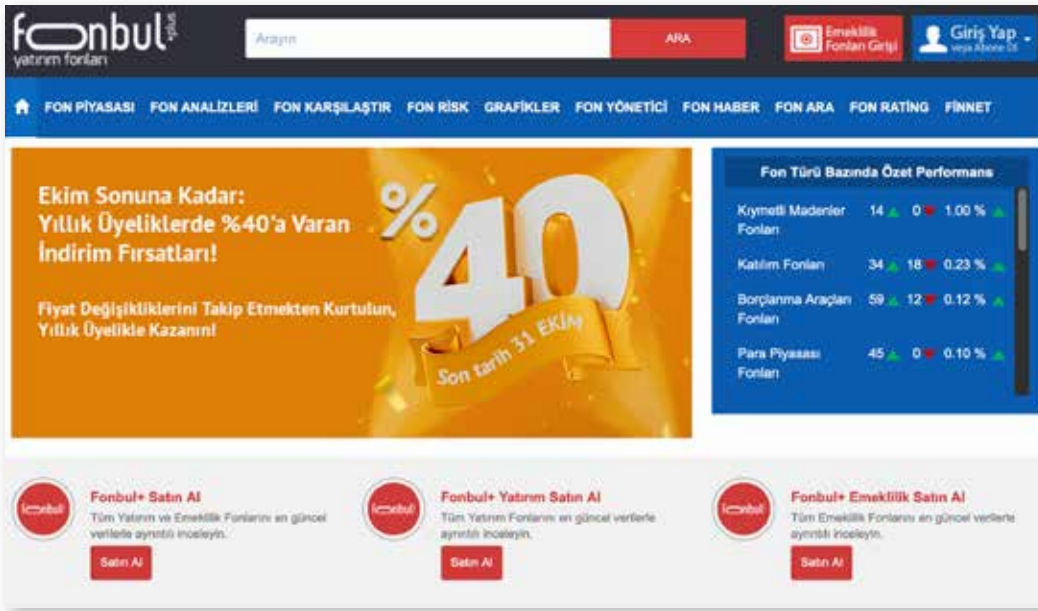 fonbul+plus
yatırım fonları
Arayın
ARA
Emeklilik
Fonları Girişi
Giriş Yap
veya Abone Ol
FON PİYASASI FON ANALİZLERİ FON KARŞILAŞTIR FON RİSK GRAFİKLER FON YÖNETİCİ FON HABER FON ARA FON RATİNG FİNNET
Ekim Sonuna Kadar:
Yıllık Üyeliklerde %40'a Varan
İndirim Fırsatları!
Fiyat Değişikliklerini Takip Etmekten Kurtulun,
Yıllık Üyelikle Kazanın!
%40
Son tarih 31 EKİM
Fon Türü Bazında Özet Performans
Kıymetli Madenler 14 0 1.00 %
Fonları
Katılım Fonları 34 18 0.23 %
Borçlanma Araçları 59 12 0.12 %
Fonları
Para Piyasası 45 0 0.10 %
Fonları
fonbul
Fonbul+ Satın Al
Tüm Yatırım ve Emeklilik Fonlarını en güncel
verilerle ayrıntılı inceleyin.
Satın Al
fonbul
Fonbul+ Yatırım Satın Al
Tüm Yatırım Fonlarını en güncel verilerle
ayrıntılı inceleyin.
Satın Al
fonbul
Fonbul+ Emeklilik Satın Al
Tüm Emeklilik Fonlarını en güncel verilerle
ayrıntılı inceleyin.
Satın Al